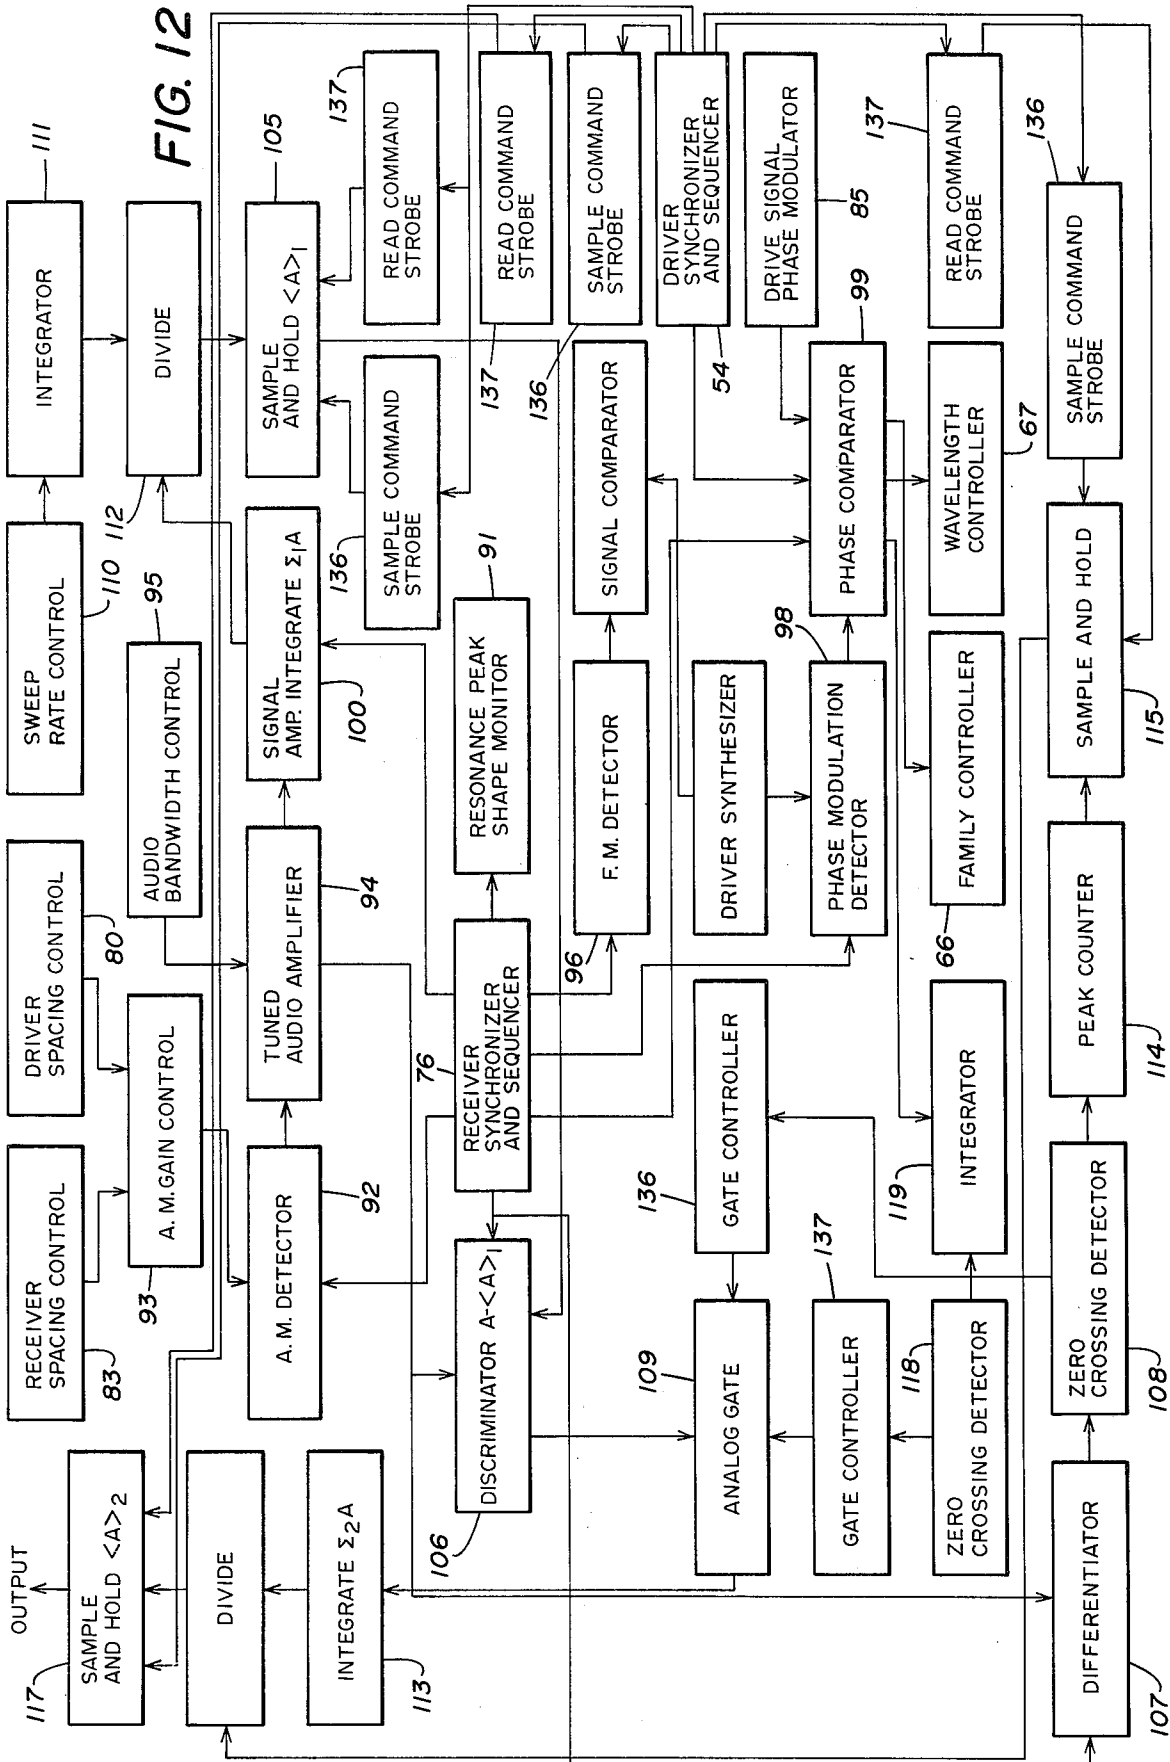 FIG. 12
RECEIVER
SPACING CONTROL
83
DRIVER
SPACING CONTROL
80
SWEEP
RATE CONTROL
110
INTEGRATOR
111
OUTPUT
SAMPLE
AND HOLD <A>2
117
A.M. GAIN CONTROL
93
AUDIO
BANDWIDTH CONTROL
95
DIVIDE
112
DIVIDE
A.M. DETECTOR
92
TUNED
AUDIO AMPLIFIER
94
SIGNAL
AMP. INTEGRATE Σ1A
100
SAMPLE
AND HOLD <A>1
105
INTEGRATE Σ2A
113
SAMPLE COMMAND
STROBE
136
READ COMMAND
STROBE
137
DISCRIMINATOR A-<A>1
106
RECEIVER
SYNCHRONIZER
AND SEQUENCER
76
RESONANCE PEAK
SHAPE MONITOR
91
READ COMMAND
STROBE
137
F. M. DETECTOR
96
SIGNAL COMPARATOR
SAMPLE COMMAND
STROBE
136
ANALOG GATE
109
GATE CONTROLLER
136
DRIVER SYNTHESIZER
DRIVER
SYNCHRONIZER
AND SEQUENCER
54
DRIVE SIGNAL
PHASE MODULATOR
85
GATE CONTROLLER
137
PHASE MODULATION
DETECTOR
98
PHASE COMPARATOR
99
ZERO
CROSSING DETECTOR
118
INTEGRATOR
119
FAMILY CONTROLLER
66
WAVELENGTH
CONTROLLER
67
READ COMMAND
STROBE
137
DIFFERENTIATOR
107
ZERO
CROSSING DETECTOR
108
PEAK COUNTER
114
SAMPLE AND HOLD
115
SAMPLE COMMAND
STROBE
136